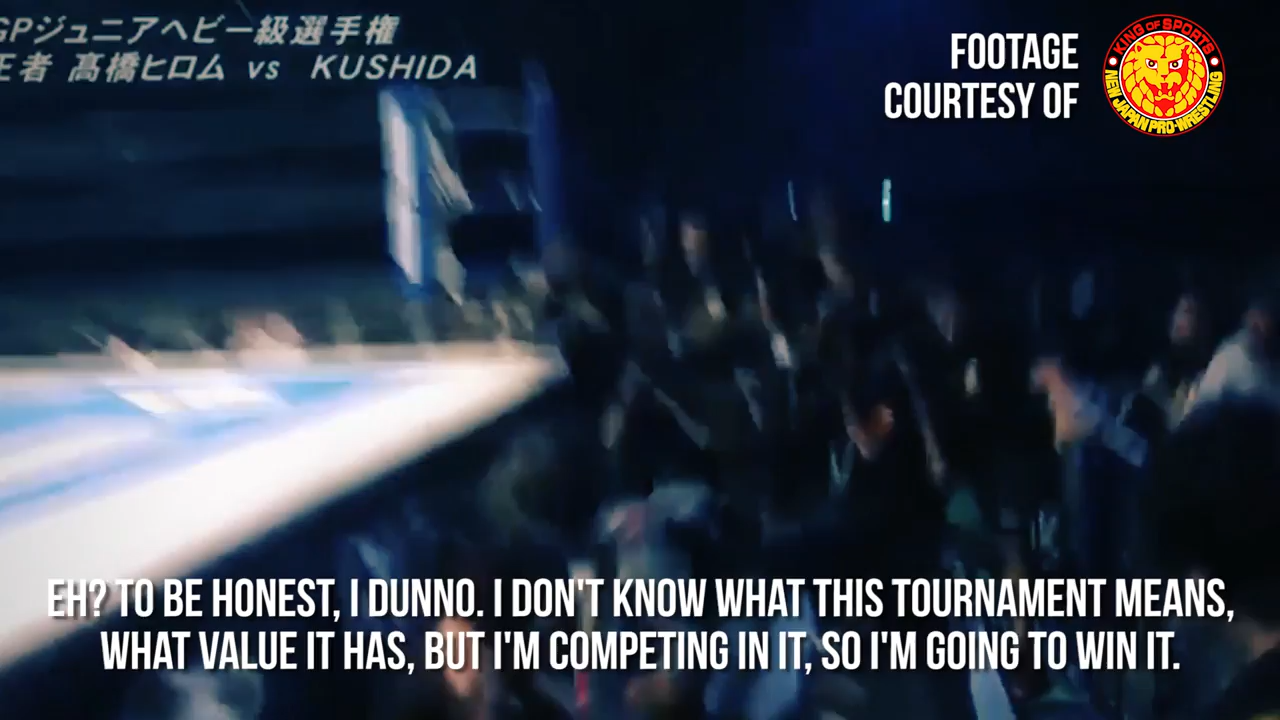 GPジュニアヘビー級選手権
王者 髙橋ヒロム vs KUSHIDA
FOOTAGE
COURTESY OF
KING OF SPORTS
NEW JAPAN PRO-WRESTLING
EH? TO BE HONEST, I DUNNO. I DON'T KNOW WHAT THIS TOURNAMENT MEANS,
WHAT VALUE IT HAS, BUT I'M COMPETING IN IT, SO I'M GOING TO WIN IT.